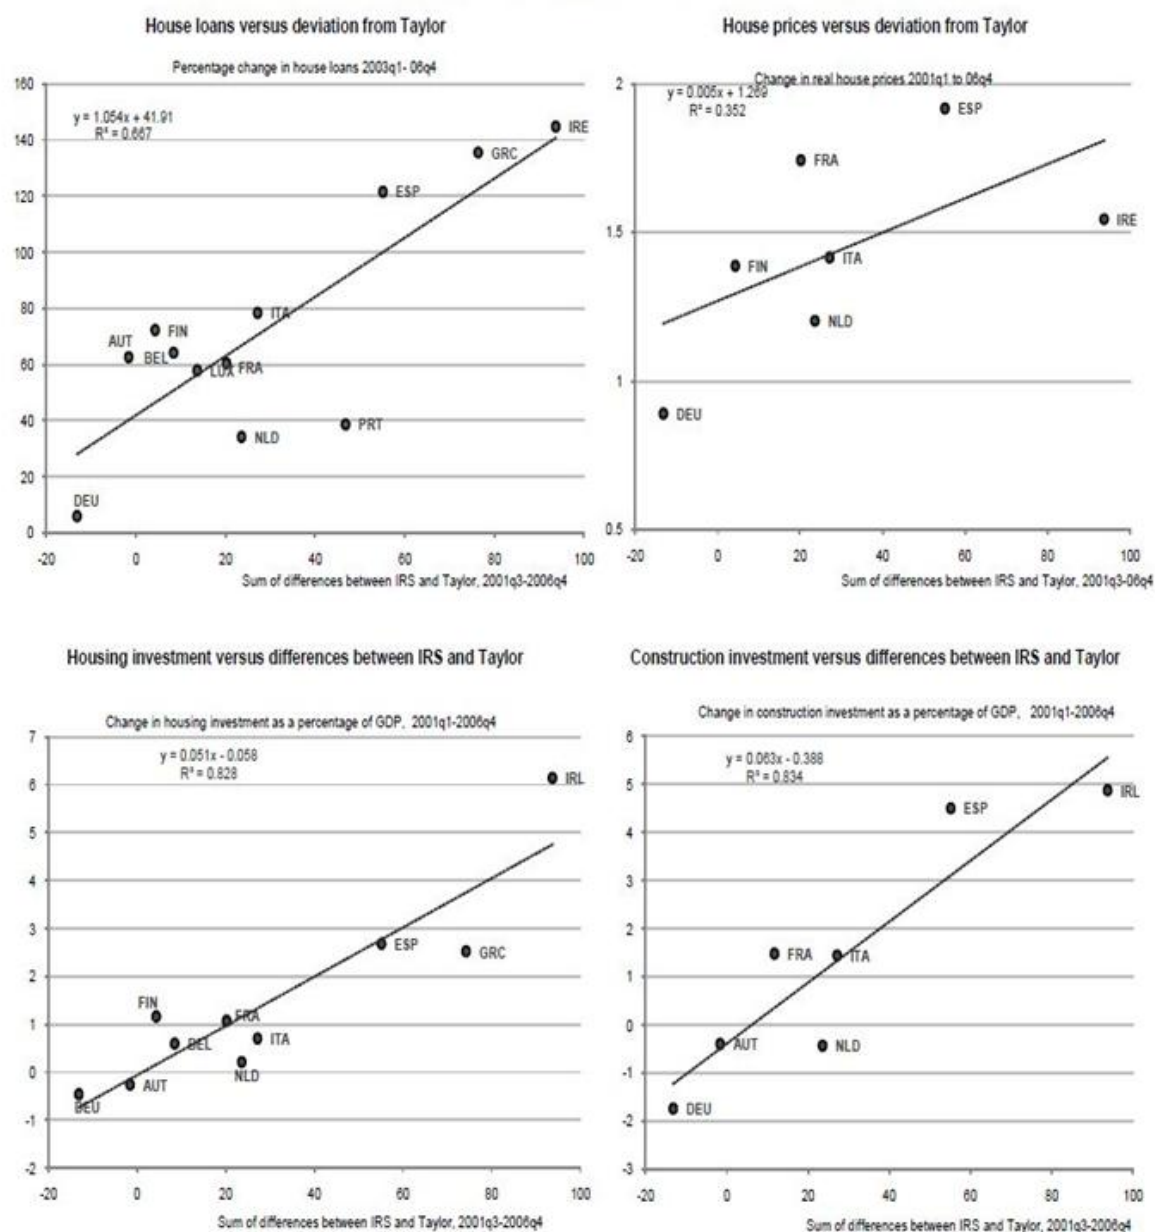 House loans versus deviation from Taylor
Percentage change in house loans 2003q1- 06q4
160
140
120
100
80
60
40
20
0
y = 1.054x + 41.91
R² = 0.667
IRE
GRC
ESP
ITA
FIN
AUT
BEL
LUX
FRA
PRT
NLD
DEU
-20
0
20
40
60
80
100
Sum of differences between IRS and Taylor, 2001q3-2006q4
House prices versus deviation from Taylor
Change in real house prices 2001q1 to 06q4
2
1.5
1
0.5
y = 0.005x + 1.269
R² = 0.352
ESP
FRA
IRE
FIN
ITA
NLD
DEU
-20
0
20
40
60
80
100
Sum of differences between IRS and Taylor, 2001q3-06q4
Housing investment versus differences between IRS and Taylor
Change in housing investment as a percentage of GDP, 2001q1-2006q4
7
6
5
4
3
2
1
0
-1
-2
y = 0.051x - 0.058
R² = 0.828
IRL
ESP
GRC
FIN
FRA
BEL
ITA
NLD
AUT
DEU
-20
0
20
40
60
80
100
Sum of differences between IRS and Taylor, 2001q3-2006q4
Construction investment versus differences between IRS and Taylor
Change in construction investment as a percentage of GDP, 2001q1-2006q4
6
5
4
3
2
1
0
-1
-2
-3
y = 0.063x - 0.388
R² = 0.834
IRL
ESP
FRA
ITA
AUT
NLD
DEU
-20
0
20
40
60
80
100
Sum of differences between IRS and Taylor, 2001q3-2006q4